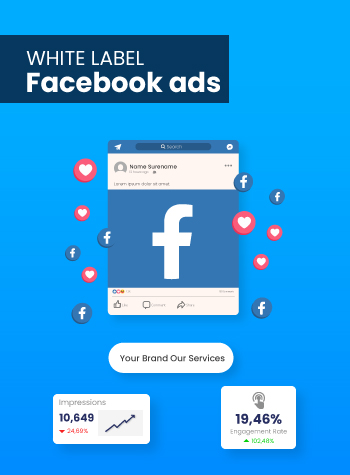 WHITE LABEL
Facebook ads
Search
Name Surename
Lorem ipsum dolor sit amet
Like Comment Share
Your Brand Our Services
Impressions
10,649
24.69%
19,46%
Engagement Rate
102.48%